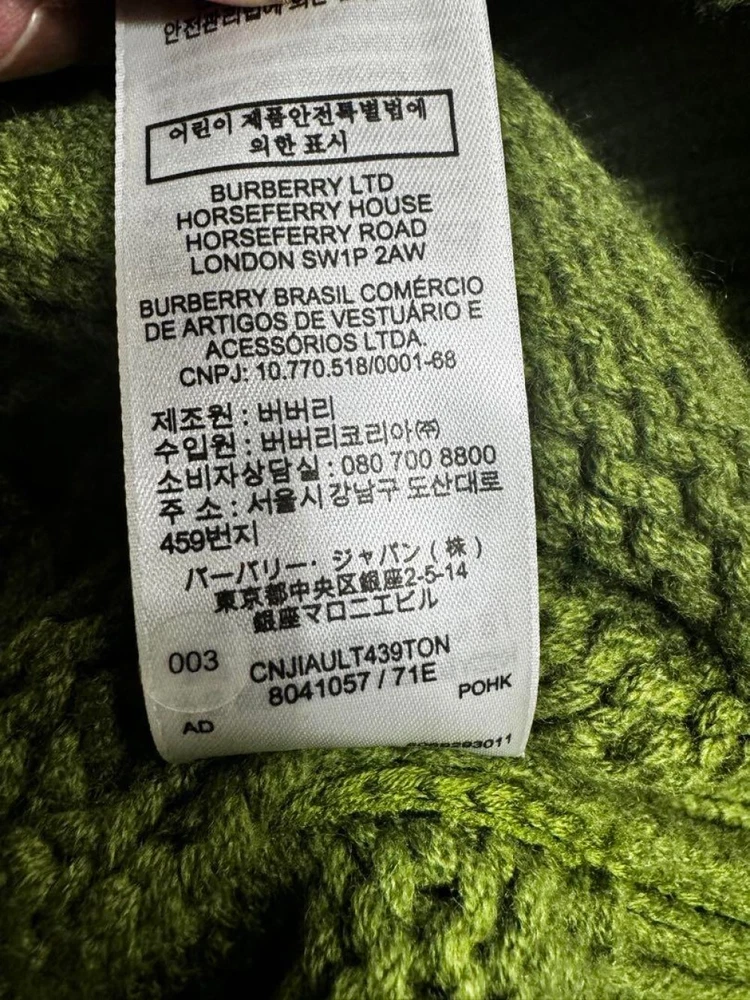 어린이 제품안전특별법에
의한 표시
BURBERRY LTD
HORSEFERRY HOUSE
HORSEFERRY ROAD
LONDON SW1P 2AW
BURBERRY BRASIL COMÉRCIO
DE ARTIGOS DE VESTUÁRIO E
ACESSÓRIOS LTDA.
CNPJ: 10.770.518/0001-68
제조원 : 버버리
수입원 : 버버리코리아㈜
소비자상담실 : 080 700 8800
주 소 : 서울시 강남구 도산대로
459번지
バーバリー・ジャパン ( 株 )
東京都中央区銀座2-5-14
銀座マロニエビル
003
CNJIAULT439TON
8041057 / 71E
POHK
AD